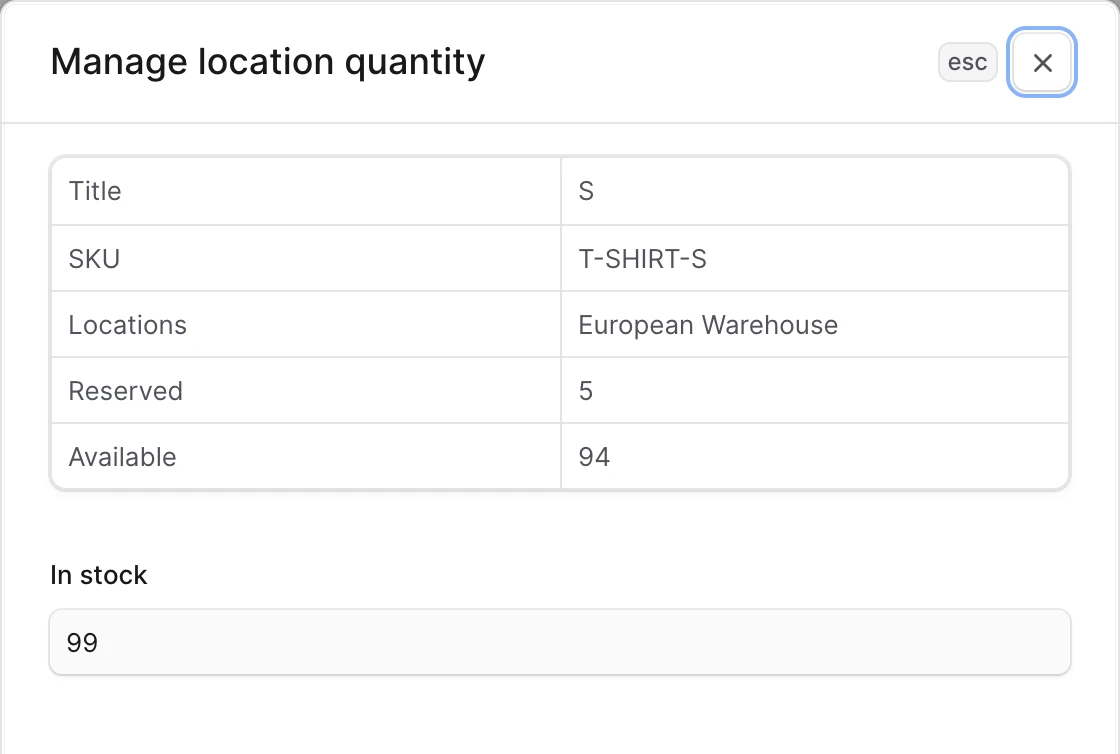 Manage location quantity esc
Title S
SKU T-SHIRT-S
Locations European Warehouse
Reserved 5
Available 94
In stock
99